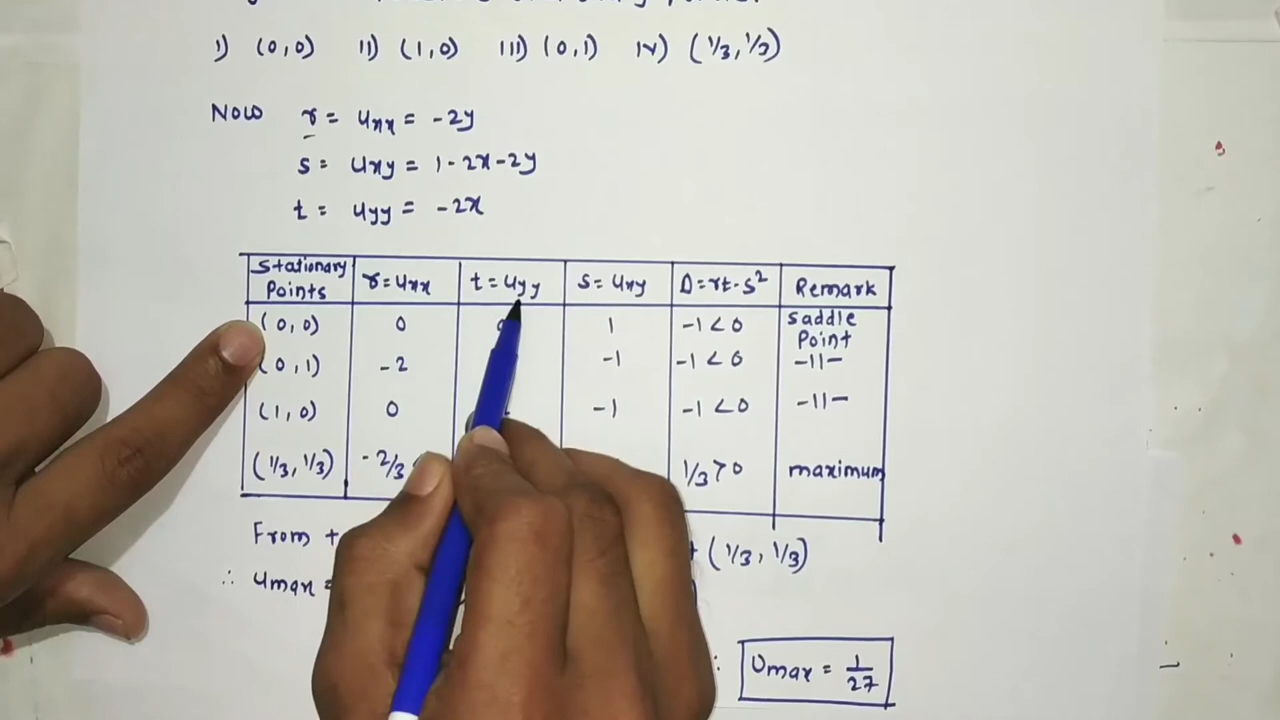 i) (0,0) ii) (1,0) iii) (0,1) iv) (1/3,1/3)
Now r = uxx = -2y
s = uxy = 1-2x-2y
t = uyy = -2x
Stationary Points r=uxx t=uyy s=uxy D=rt-s² Remark
(0,0) 0 1 -1<0 saddle Point
(0,1) -2 -1 -1<0 -11-
(1,0) 0 -1 -1<0 -11-
(1/3,1/3) -2/3 1/3>0 maximum
From (1/3,1/3)
∴ umax =
Umax = 1/27